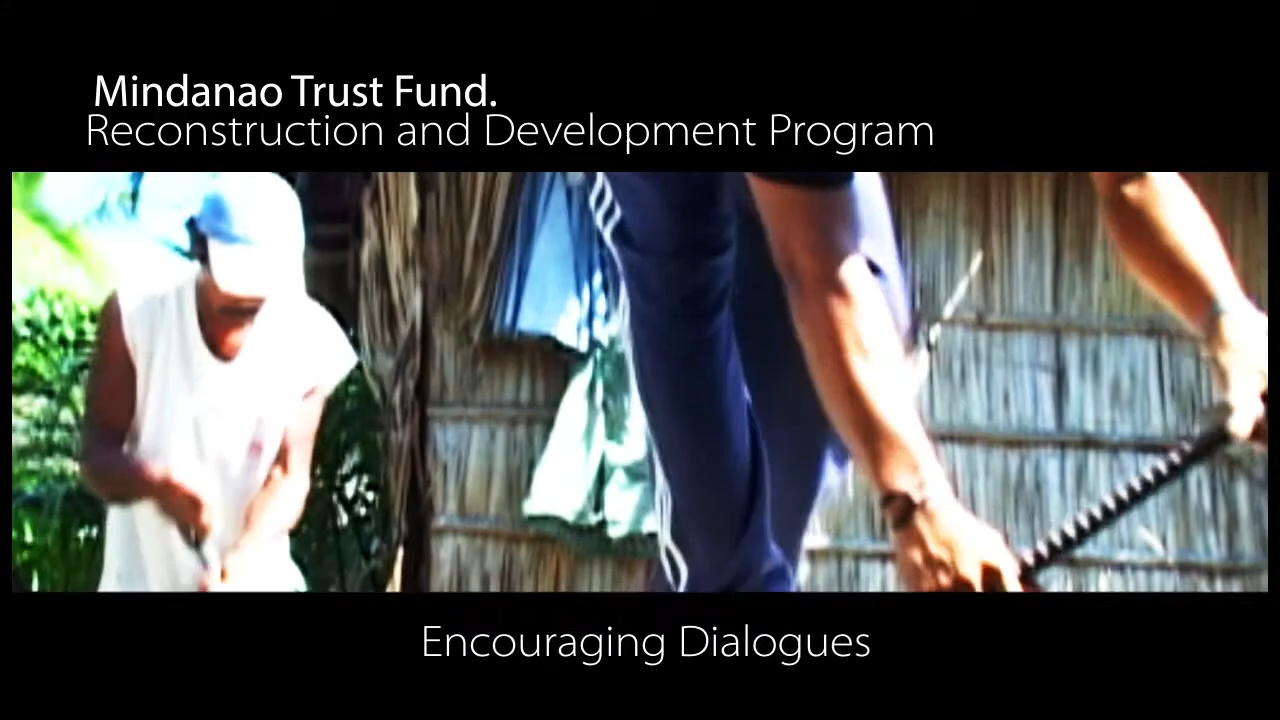 Mindanao Trust Fund.
Reconstruction and Development Program
Encouraging Dialogues